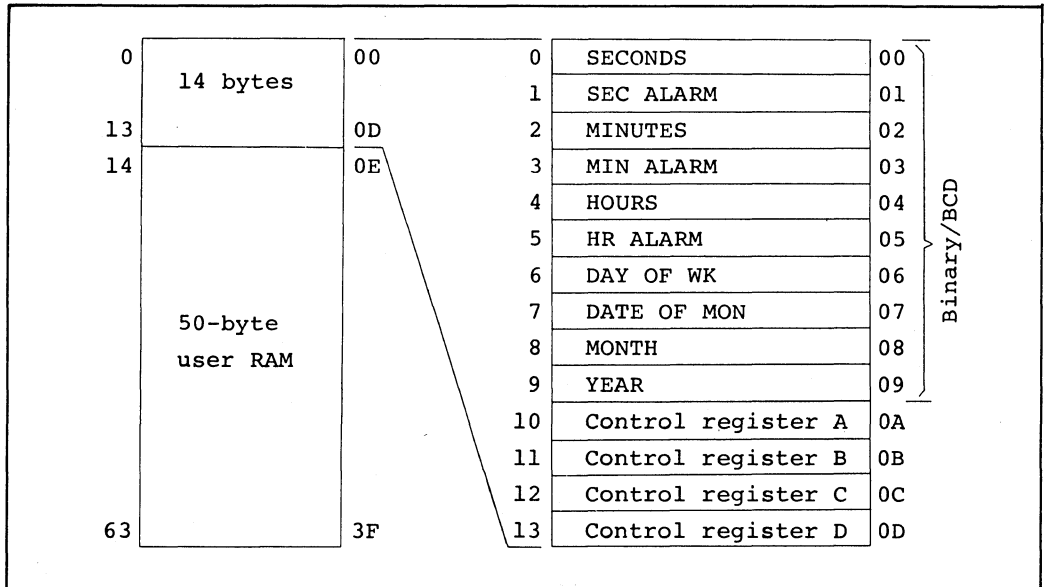 0 00 0 SECONDS 00
14 bytes
1 SEC ALARM 01
13 0D 2 MINUTES 02
14 0E 3 MIN ALARM 03
4 HOURS 04
5 HR ALARM 05
Binary/BCD
6 DAY OF WK 06
7 DATE OF MON 07
50-byte
user RAM
8 MONTH 08
9 YEAR 09
10 Control register A 0A
11 Control register B 0B
12 Control register C 0C
63 3F 13 Control register D 0D